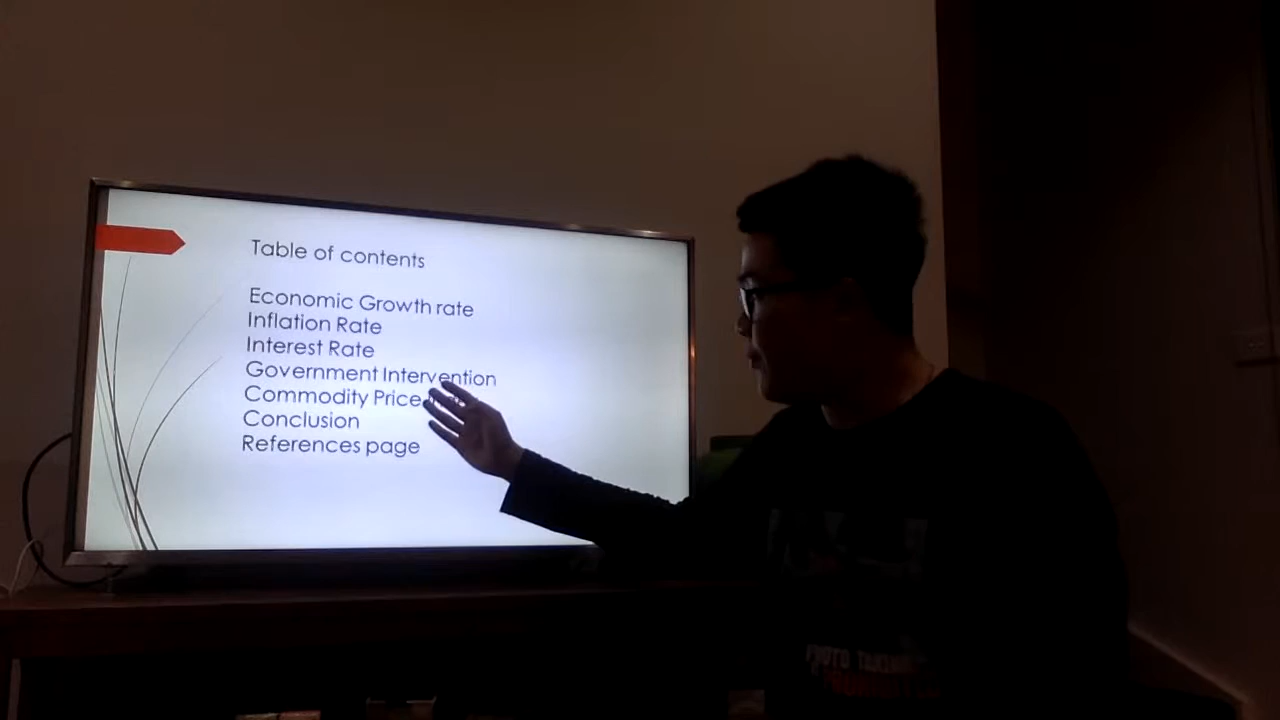 Table of contents
Economic Growth rate
Inflation Rate
Interest Rate
Government Intervention
Commodity Price
Conclusion
References page